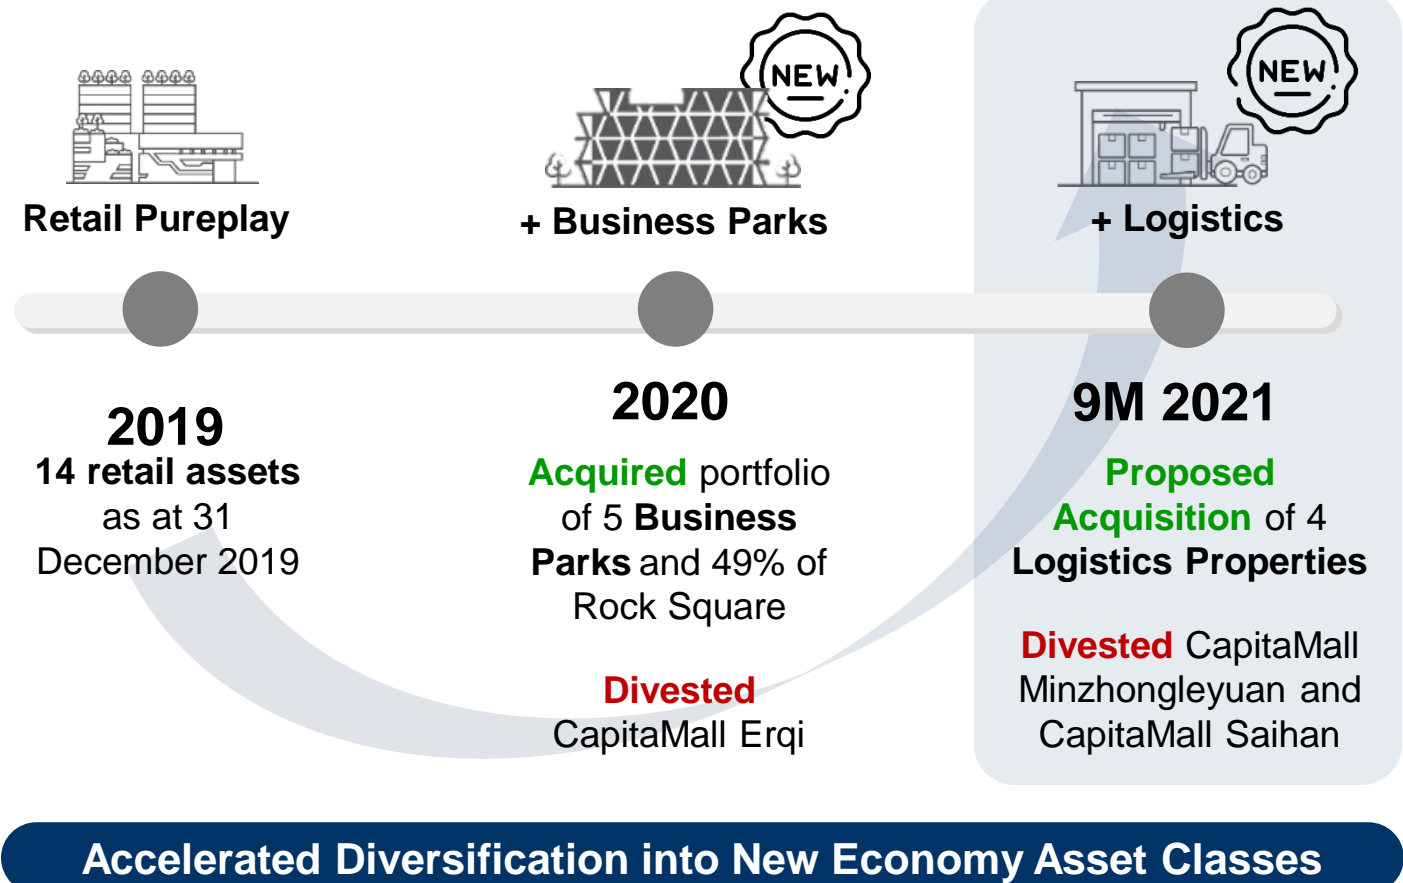 NEW
NEW
Retail Pureplay
+ Business Parks
+ Logistics
2019
14 retail assets
as at 31
December 2019
2020
Acquired portfolio
of 5 Business
Parks and 49% of
Rock Square
Divested
CapitaMall Erqi
9M 2021
Proposed
Acquisition of 4
Logistics Properties
Divested CapitaMall
Minzhongleyuan and
CapitaMall Saihan
Accelerated Diversification into New Economy Asset Classes